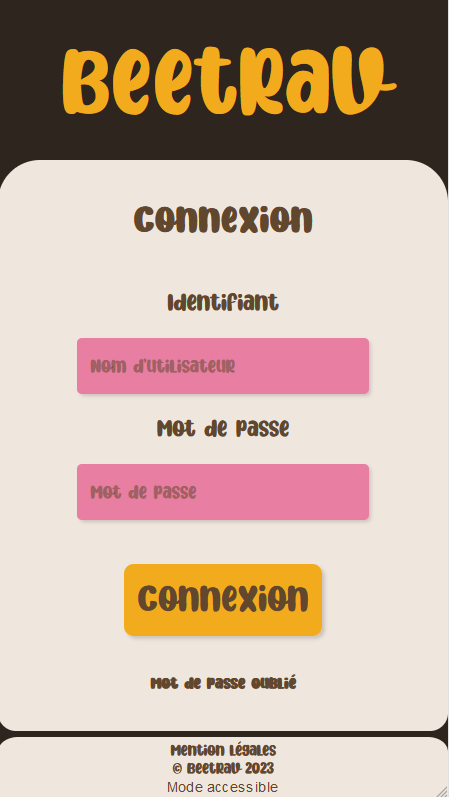 BeetRaV
Connexion
Identifiant
Nom d'utilisateur
Mot de passe
Mot de passe
Connexion
Mot de passe oublié
Mention Légales
© BeetRaV 2023
Mode accessible